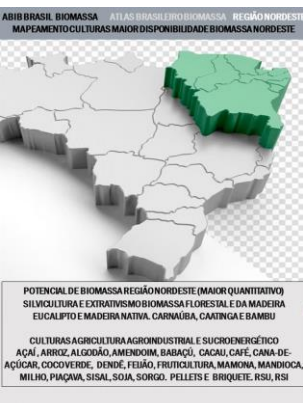 ABIB BRASIL BIOMASSA ATLAS BRASILEIRO BIOMASSA REGIÃO NORDESTE
MAPEAMENTO CULTURAS MAIOR DISPONIBILIDADE BIOMASSA NORDESTE
POTENCIAL DE BIOMASSA REGIÃO NORDESTE (MAIOR QUANTITATIVO)
SILVICULTURA E EXTRATIVISMO BIOMASSA FLORESTAL E DA MADEIRA
EUCALIPTO E MADEIRA NATIVA. CARNAÚBA, CAATINGA E BAMBU
CULTURAS AGRICULTURA AGROINDUSTRIAL E SUCROENERGÉTICO
AÇAÍ, ARROZ, ALGODÃO, AMENDOIM, BABAÇÚ, CACAU, CAFÉ, CANA-DE-
AÇÚCAR, COCO VERDE, DENDÊ, FEIJÃO, FRUTICULTURA, MAMONA, MANDIOCA,
MILHO, PIAÇAVA, SISAL, SOJA, SORGO. PELLETS E BRIQUETE. RSU, RSI